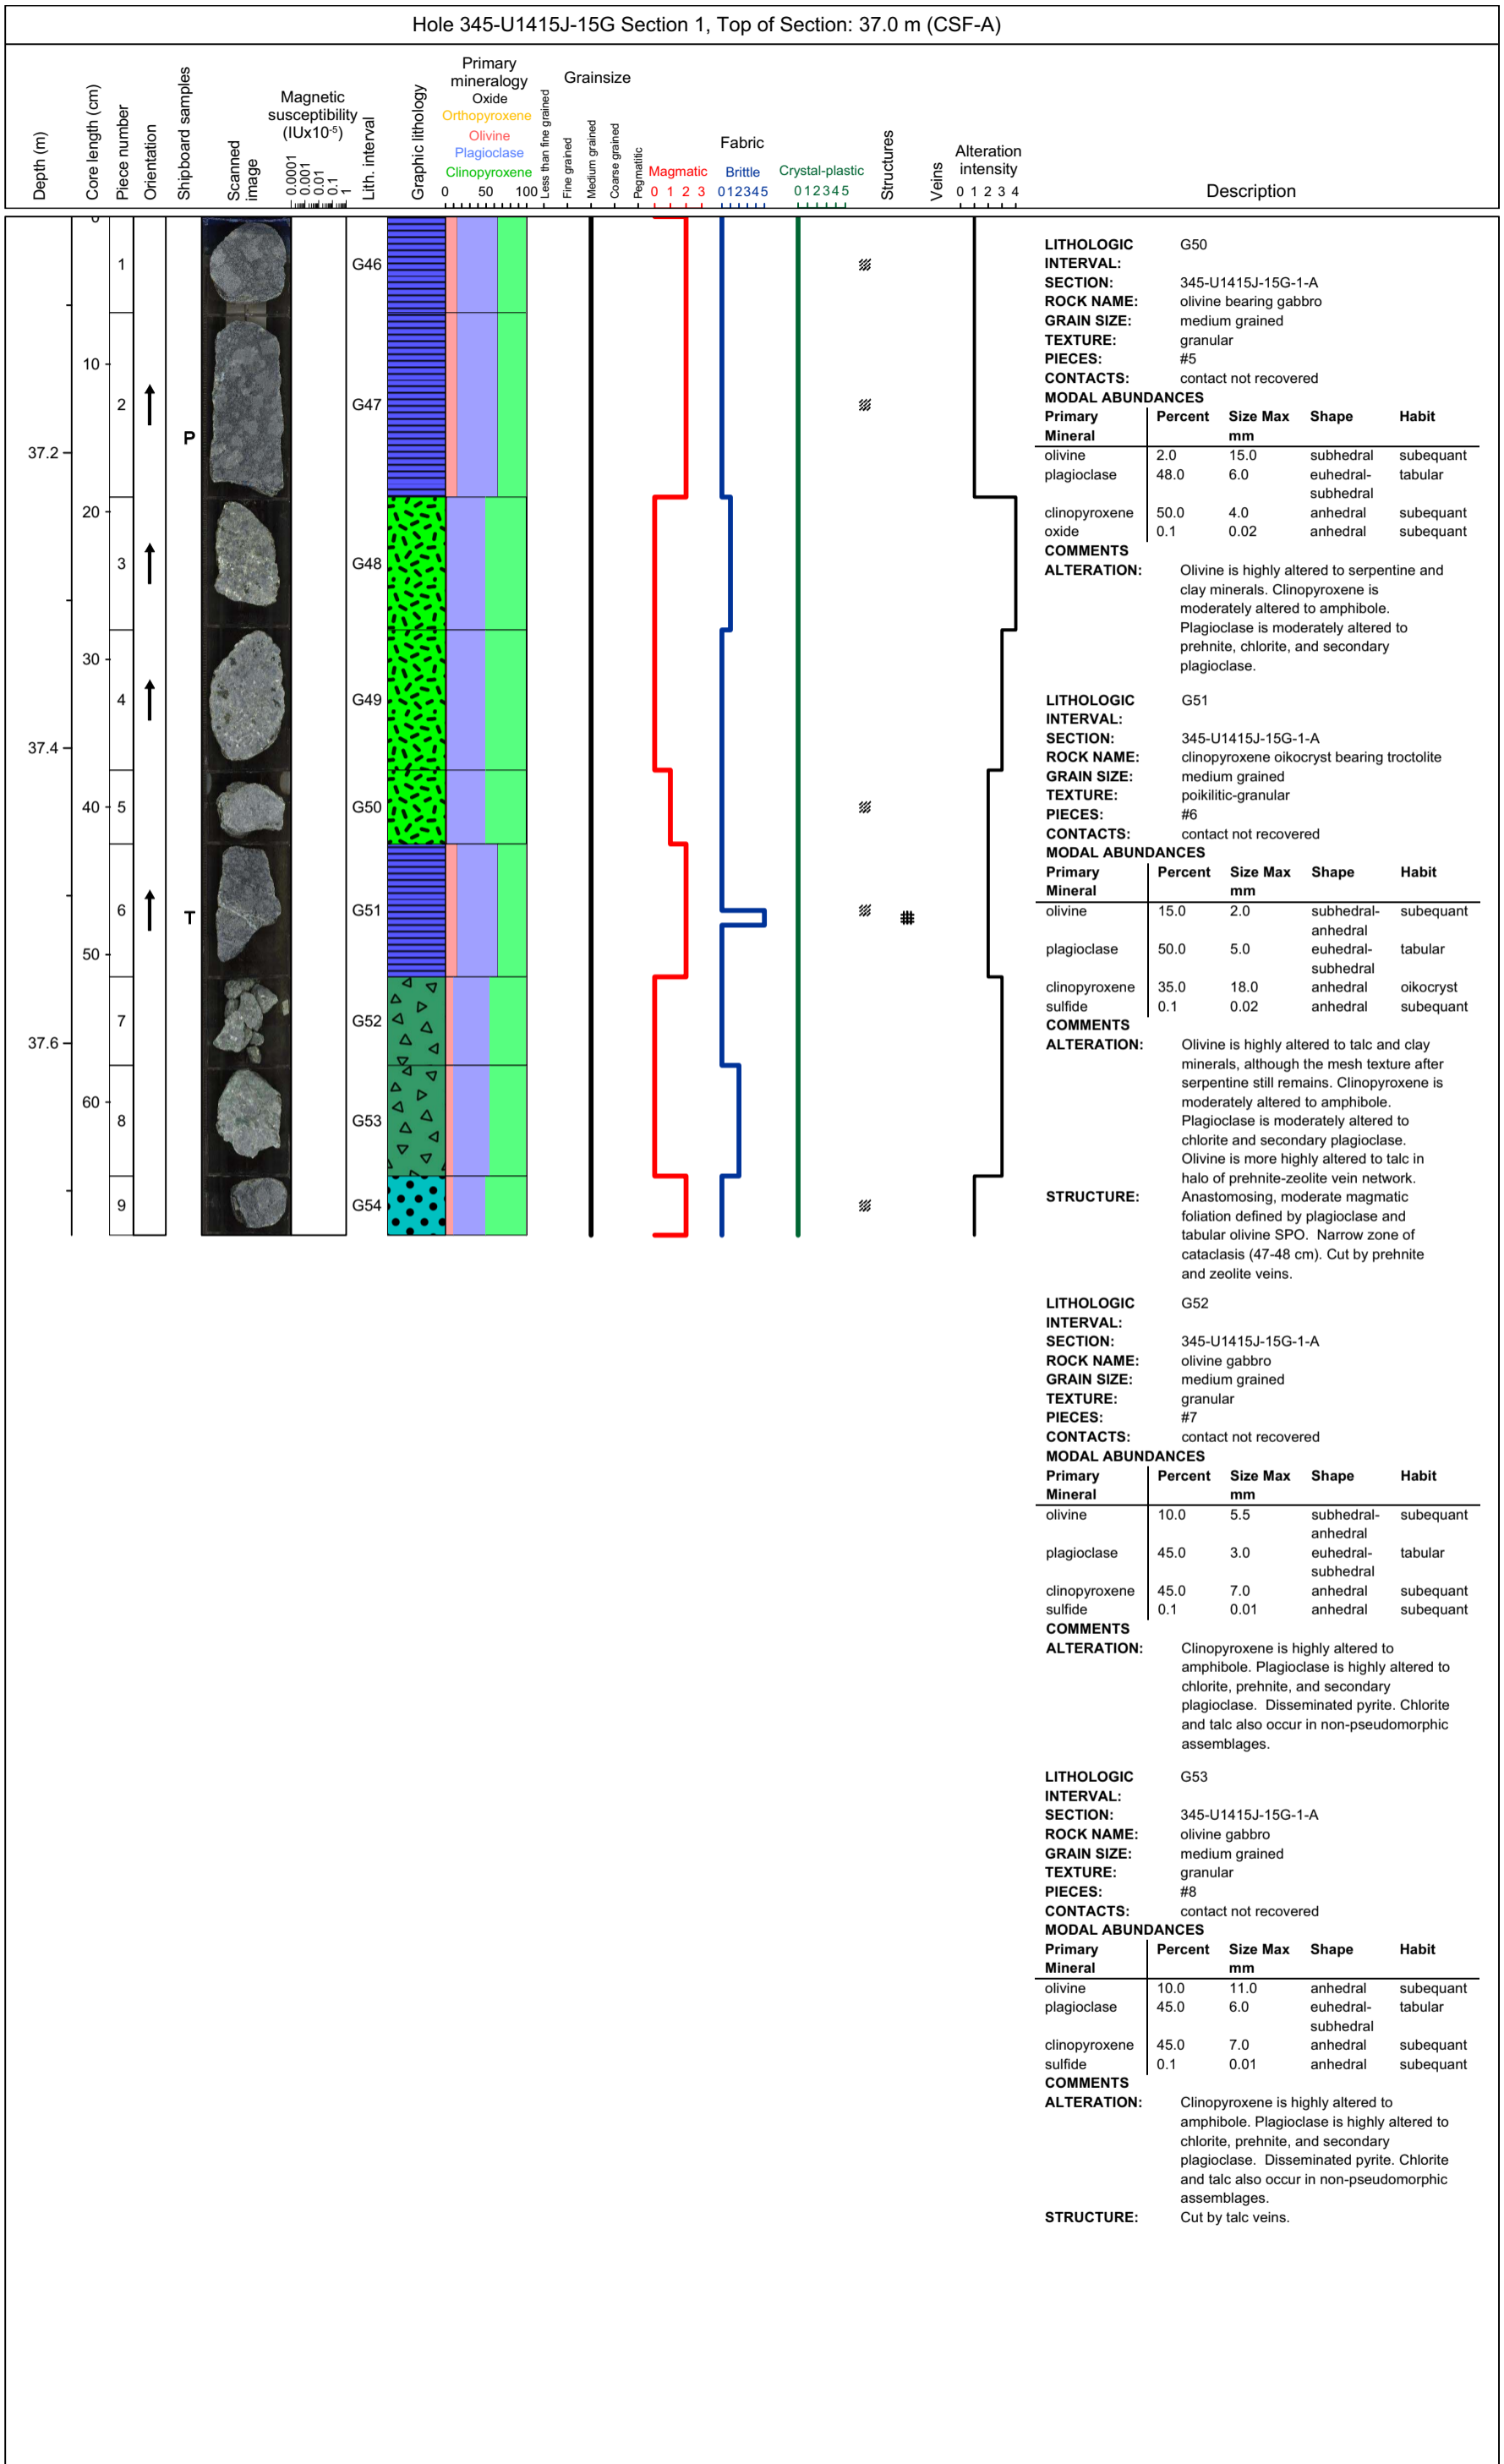 Hole 345-U1415J-15G Section 1, Top of Section: 37.0 m (CSF-A)
Depth (m)
Core length (cm)
Piece number
Orientation
Shipboard samples
Scanned
image
Magnetic
susceptibility
(IUx10-5)
0.0001
0.001
0.01
0.1
1
Lith. interval
Graphic lithology
Primary
mineralogy
Oxide
Orthopyroxene
Olivine
Plagioclase
Clinopyroxene
0 50 100
Grainsize
Less than fine grained
Fine grained
Medium grained
Coarse grained
Pegmatitic
Fabric
Magmatic
0 1 2 3
Brittle
0 1 2 3 4 5
Crystal-plastic
0 1 2 3 4 5
Structures
Veins
Alteration
intensity
0 1 2 3 4
Description
0
1 G46
10
2 G47
P
37.2
20
3 G48
30
4 G49
37.4
40 5 G50
6 T G51
50
7 G52
37.6
60
8 G53
9 G54
LITHOLOGIC G50
INTERVAL:
SECTION: 345-U1415J-15G-1-A
ROCK NAME: olivine bearing gabbro
GRAIN SIZE: medium grained
TEXTURE: granular
PIECES: #5
CONTACTS: contact not recovered
MODAL ABUNDANCES
Primary Percent Size Max Shape Habit
Mineral mm
olivine 2.0 15.0 subhedral subequant
plagioclase 48.0 6.0 euhedral- tabular
subhedral
clinopyroxene 50.0 4.0 anhedral subequant
oxide 0.1 0.02 anhedral subequant
COMMENTS
ALTERATION: Olivine is highly altered to serpentine and
clay minerals. Clinopyroxene is
moderately altered to amphibole.
Plagioclase is moderately altered to
prehnite, chlorite, and secondary
plagioclase.
LITHOLOGIC G51
INTERVAL:
SECTION: 345-U1415J-15G-1-A
ROCK NAME: clinopyroxene oikocryst bearing troctolite
GRAIN SIZE: medium grained
TEXTURE: poikilitic-granular
PIECES: #6
CONTACTS: contact not recovered
MODAL ABUNDANCES
Primary Percent Size Max Shape Habit
Mineral mm
olivine 15.0 2.0 subhedral- subequant
anhedral
plagioclase 50.0 5.0 euhedral- tabular
subhedral
clinopyroxene 35.0 18.0 anhedral oikocryst
sulfide 0.1 0.02 anhedral subequant
COMMENTS
ALTERATION: Olivine is highly altered to talc and clay
minerals, although the mesh texture after
serpentine still remains. Clinopyroxene is
moderately altered to amphibole.
Plagioclase is moderately altered to
chlorite and secondary plagioclase.
Olivine is more highly altered to talc in
halo of prehnite-zeolite vein network.
STRUCTURE: Anastomosing, moderate magmatic
foliation defined by plagioclase and
tabular olivine SPO. Narrow zone of
cataclasis (47-48 cm). Cut by prehnite
and zeolite veins.
LITHOLOGIC G52
INTERVAL:
SECTION: 345-U1415J-15G-1-A
ROCK NAME: olivine gabbro
GRAIN SIZE: medium grained
TEXTURE: granular
PIECES: #7
CONTACTS: contact not recovered
MODAL ABUNDANCES
Primary Percent Size Max Shape Habit
Mineral mm
olivine 10.0 5.5 subhedral- subequant
anhedral
plagioclase 45.0 3.0 euhedral- tabular
subhedral
clinopyroxene 45.0 7.0 anhedral subequant
sulfide 0.1 0.01 anhedral subequant
COMMENTS
ALTERATION: Clinopyroxene is highly altered to
amphibole. Plagioclase is highly altered to
chlorite, prehnite, and secondary
plagioclase. Disseminated pyrite. Chlorite
and talc also occur in non-pseudomorphic
assemblages.
LITHOLOGIC G53
INTERVAL:
SECTION: 345-U1415J-15G-1-A
ROCK NAME: olivine gabbro
GRAIN SIZE: medium grained
TEXTURE: granular
PIECES: #8
CONTACTS: contact not recovered
MODAL ABUNDANCES
Primary Percent Size Max Shape Habit
Mineral mm
olivine 10.0 11.0 anhedral subequant
plagioclase 45.0 6.0 euhedral- tabular
subhedral
clinopyroxene 45.0 7.0 anhedral subequant
sulfide 0.1 0.01 anhedral subequant
COMMENTS
ALTERATION: Clinopyroxene is highly altered to
amphibole. Plagioclase is highly altered to
chlorite, prehnite, and secondary
plagioclase. Disseminated pyrite. Chlorite
and talc also occur in non-pseudomorphic
assemblages.
STRUCTURE: Cut by talc veins.